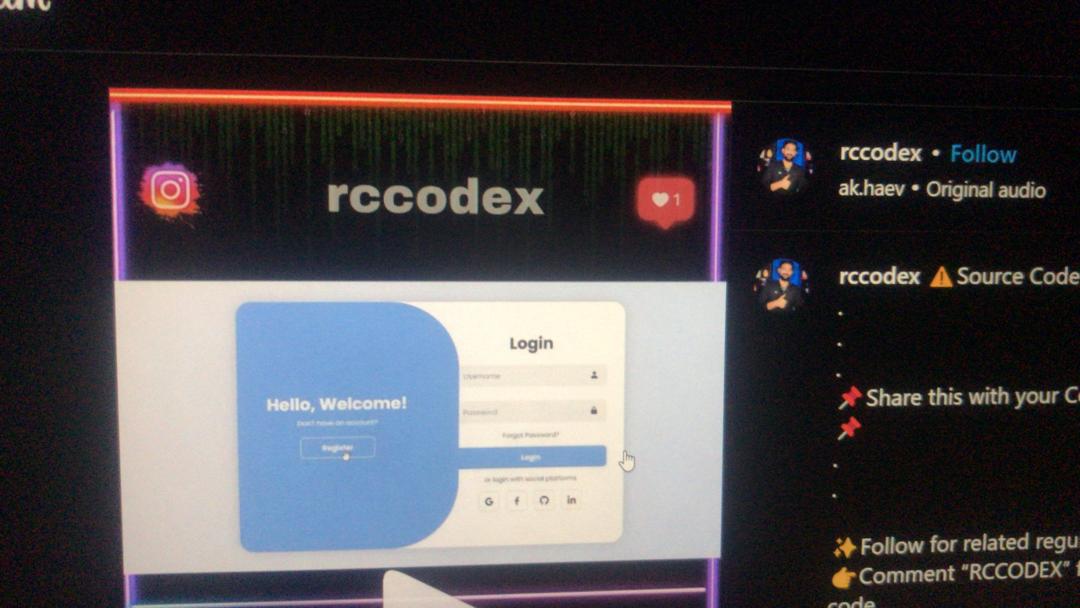 rccodex
1
rccodex • Follow
ak.haev • Original audio
rccodex ⚠️Source Code
.
.
.
📌Share this with your
📌
.
.
✨Follow for related
👉Comment “RCCODEX”
code
Hello, Welcome!
Don't have an account?
Register
Login
Username
Password
Forgot Password?
Login
or login with social platforms
G f in